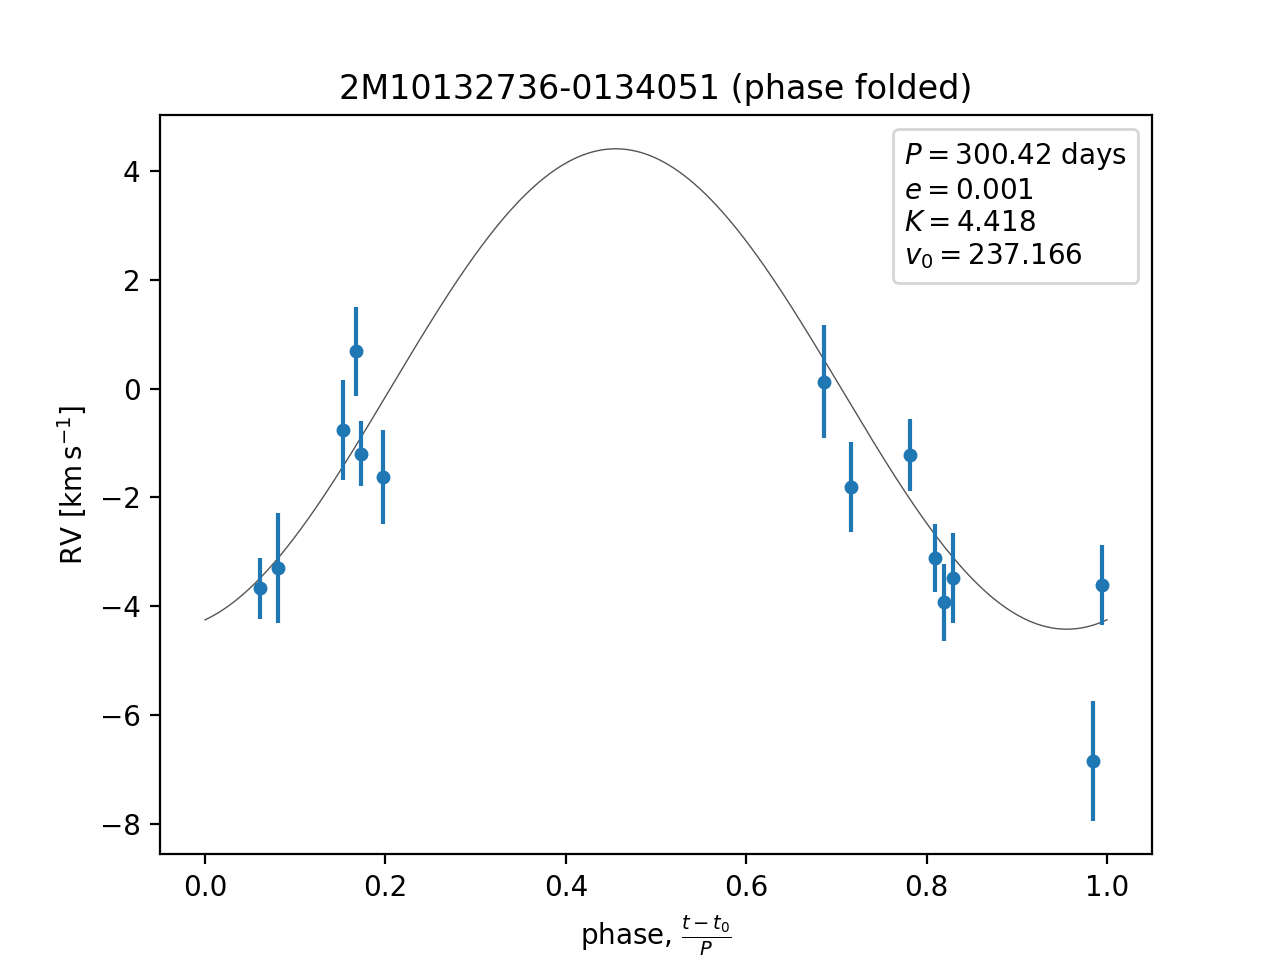 2M10132736-0134051 (phase folded)
P = 300.42 days
e = 0.001
K = 4.418
v₀ = 237.166
RV [km s⁻¹]
4
2
0
−2
−4
−6
−8
0.0 0.2 0.4 0.6 0.8 1.0
phase, (t − t₀)/P